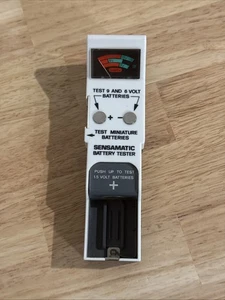 TEST 9 AND 6 VOLT
BATTERIES
+ -
TEST MINIATURE
BATTERIES
SENSAMATIC
BATTERY TESTER
PUSH UP TO TEST
1.5 VOLT BATTERIES
+